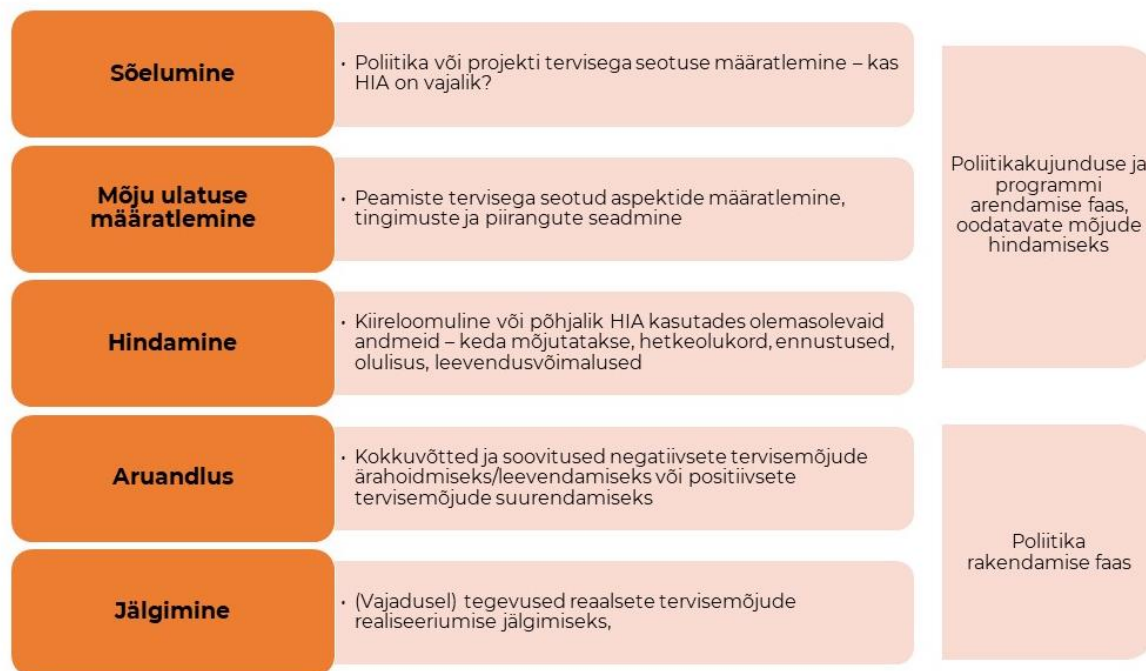 Sõelumine
• Poliitika või projekti tervisega seotuse määratlemine – kas
HIA on vajalik?
Mõju ulatuse
määratlemine
• Peamiste tervisega seotud aspektide määratlemine,
tingimuste ja piirangute seadmine
Hindamine
• Kiireloomuline või põhjalik HIA kasutades olemasolevaid
andmeid – keda mõjutatakse, hetkeolukord, ennustused,
olulisus, leevendusvõimalused
Poliitikakujunduse ja
programmi
arendamise faas,
oodatavate mõjude
hindamiseks
Aruandlus
• Kokkuvõtted ja soovitused negatiivsete tervisemõjude
ärahoidmiseks/leevendamiseks või positiivsete
tervisemõjude suurendamiseks
Jälgimine
• (Vajadusel) tegevused reaalsete tervisemõjude
realiseeriumise jälgimiseks,
Poliitika
rakendamise faas